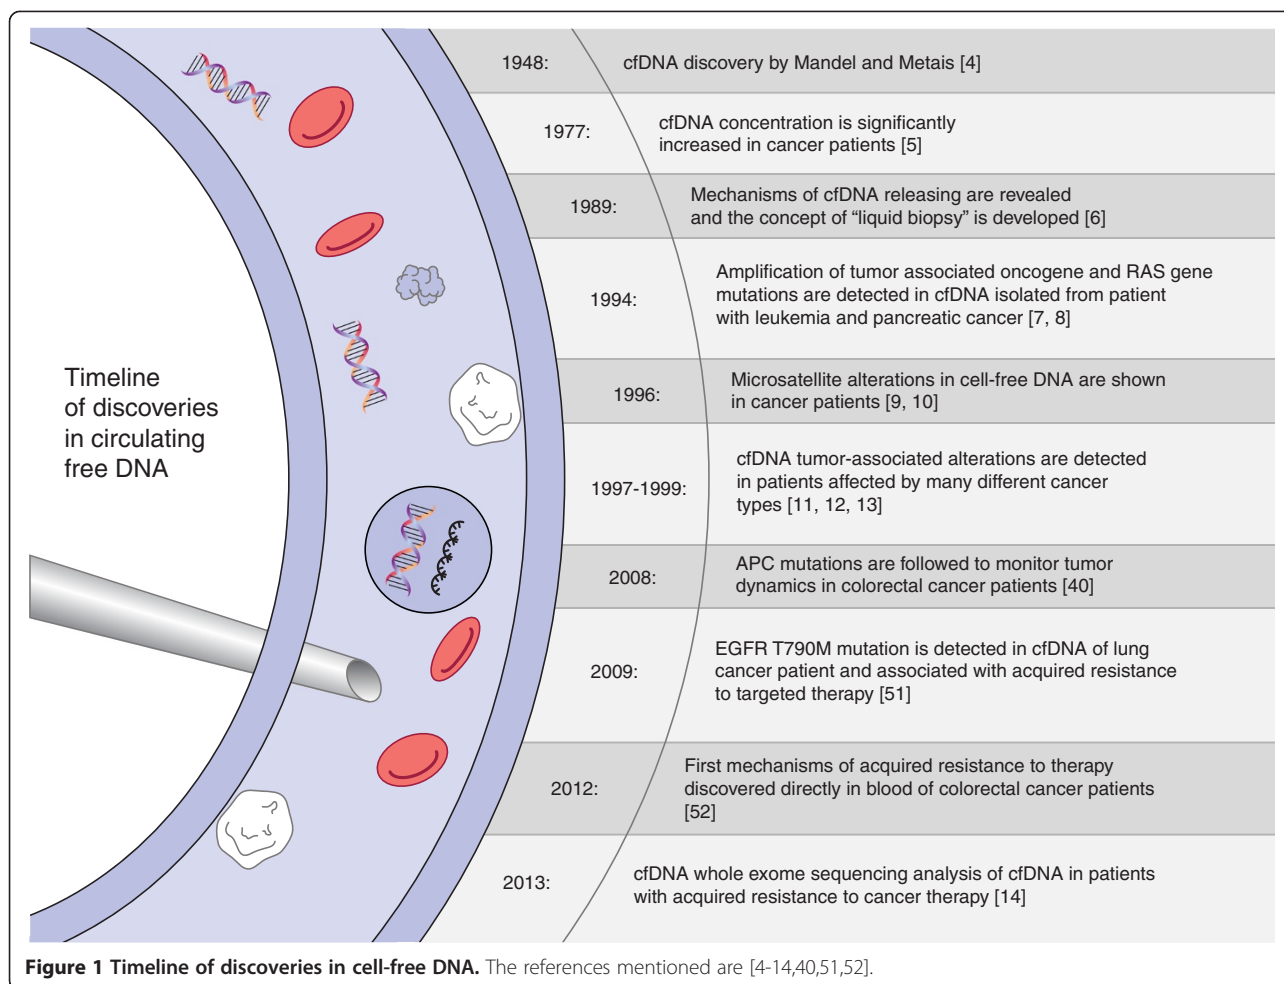 Timeline
of discoveries
in circulating
free DNA
1948: cfDNA discovery by Mandel and Metais [4]
1977: cfDNA concentration is significantly
increased in cancer patients [5]
1989: Mechanisms of cfDNA releasing are revealed
and the concept of “liquid biopsy” is developed [6]
1994: Amplification of tumor associated oncogene and RAS gene
mutations are detected in cfDNA isolated from patient
with leukemia and pancreatic cancer [7, 8]
1996: Microsatellite alterations in cell-free DNA are shown
in cancer patients [9, 10]
1997-1999: cfDNA tumor-associated alterations are detected
in patients affected by many different cancer
types [11, 12, 13]
2008: APC mutations are followed to monitor tumor
dynamics in colorectal cancer patients [40]
2009: EGFR T790M mutation is detected in cfDNA of lung
cancer patient and associated with acquired resistance
to targeted therapy [51]
2012: First mechanisms of acquired resistance to therapy
discovered directly in blood of colorectal cancer patients
[52]
2013: cfDNA whole exome sequencing analysis of cfDNA in patients
with acquired resistance to cancer therapy [14]
Figure 1 Timeline of discoveries in cell-free DNA. The references mentioned are [4-14,40,51,52].